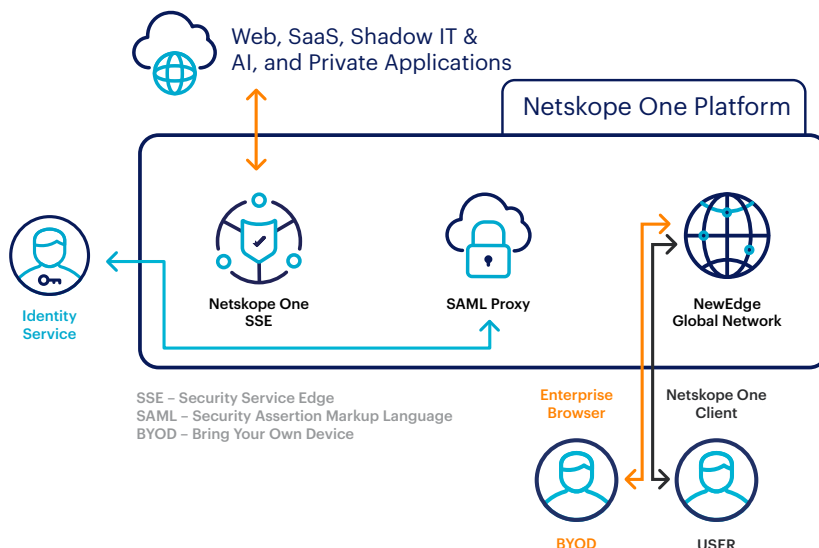 Web, SaaS, Shadow IT &
AI, and Private Applications
Netskope One Platform
Identity
Service
Netskope One
SSE
SAML Proxy
NewEdge
Global Network
SSE – Security Service Edge
SAML – Security Assertion Markup Language
BYOD – Bring Your Own Device
Enterprise
Browser
Netskope One
Client
BYOD
USER